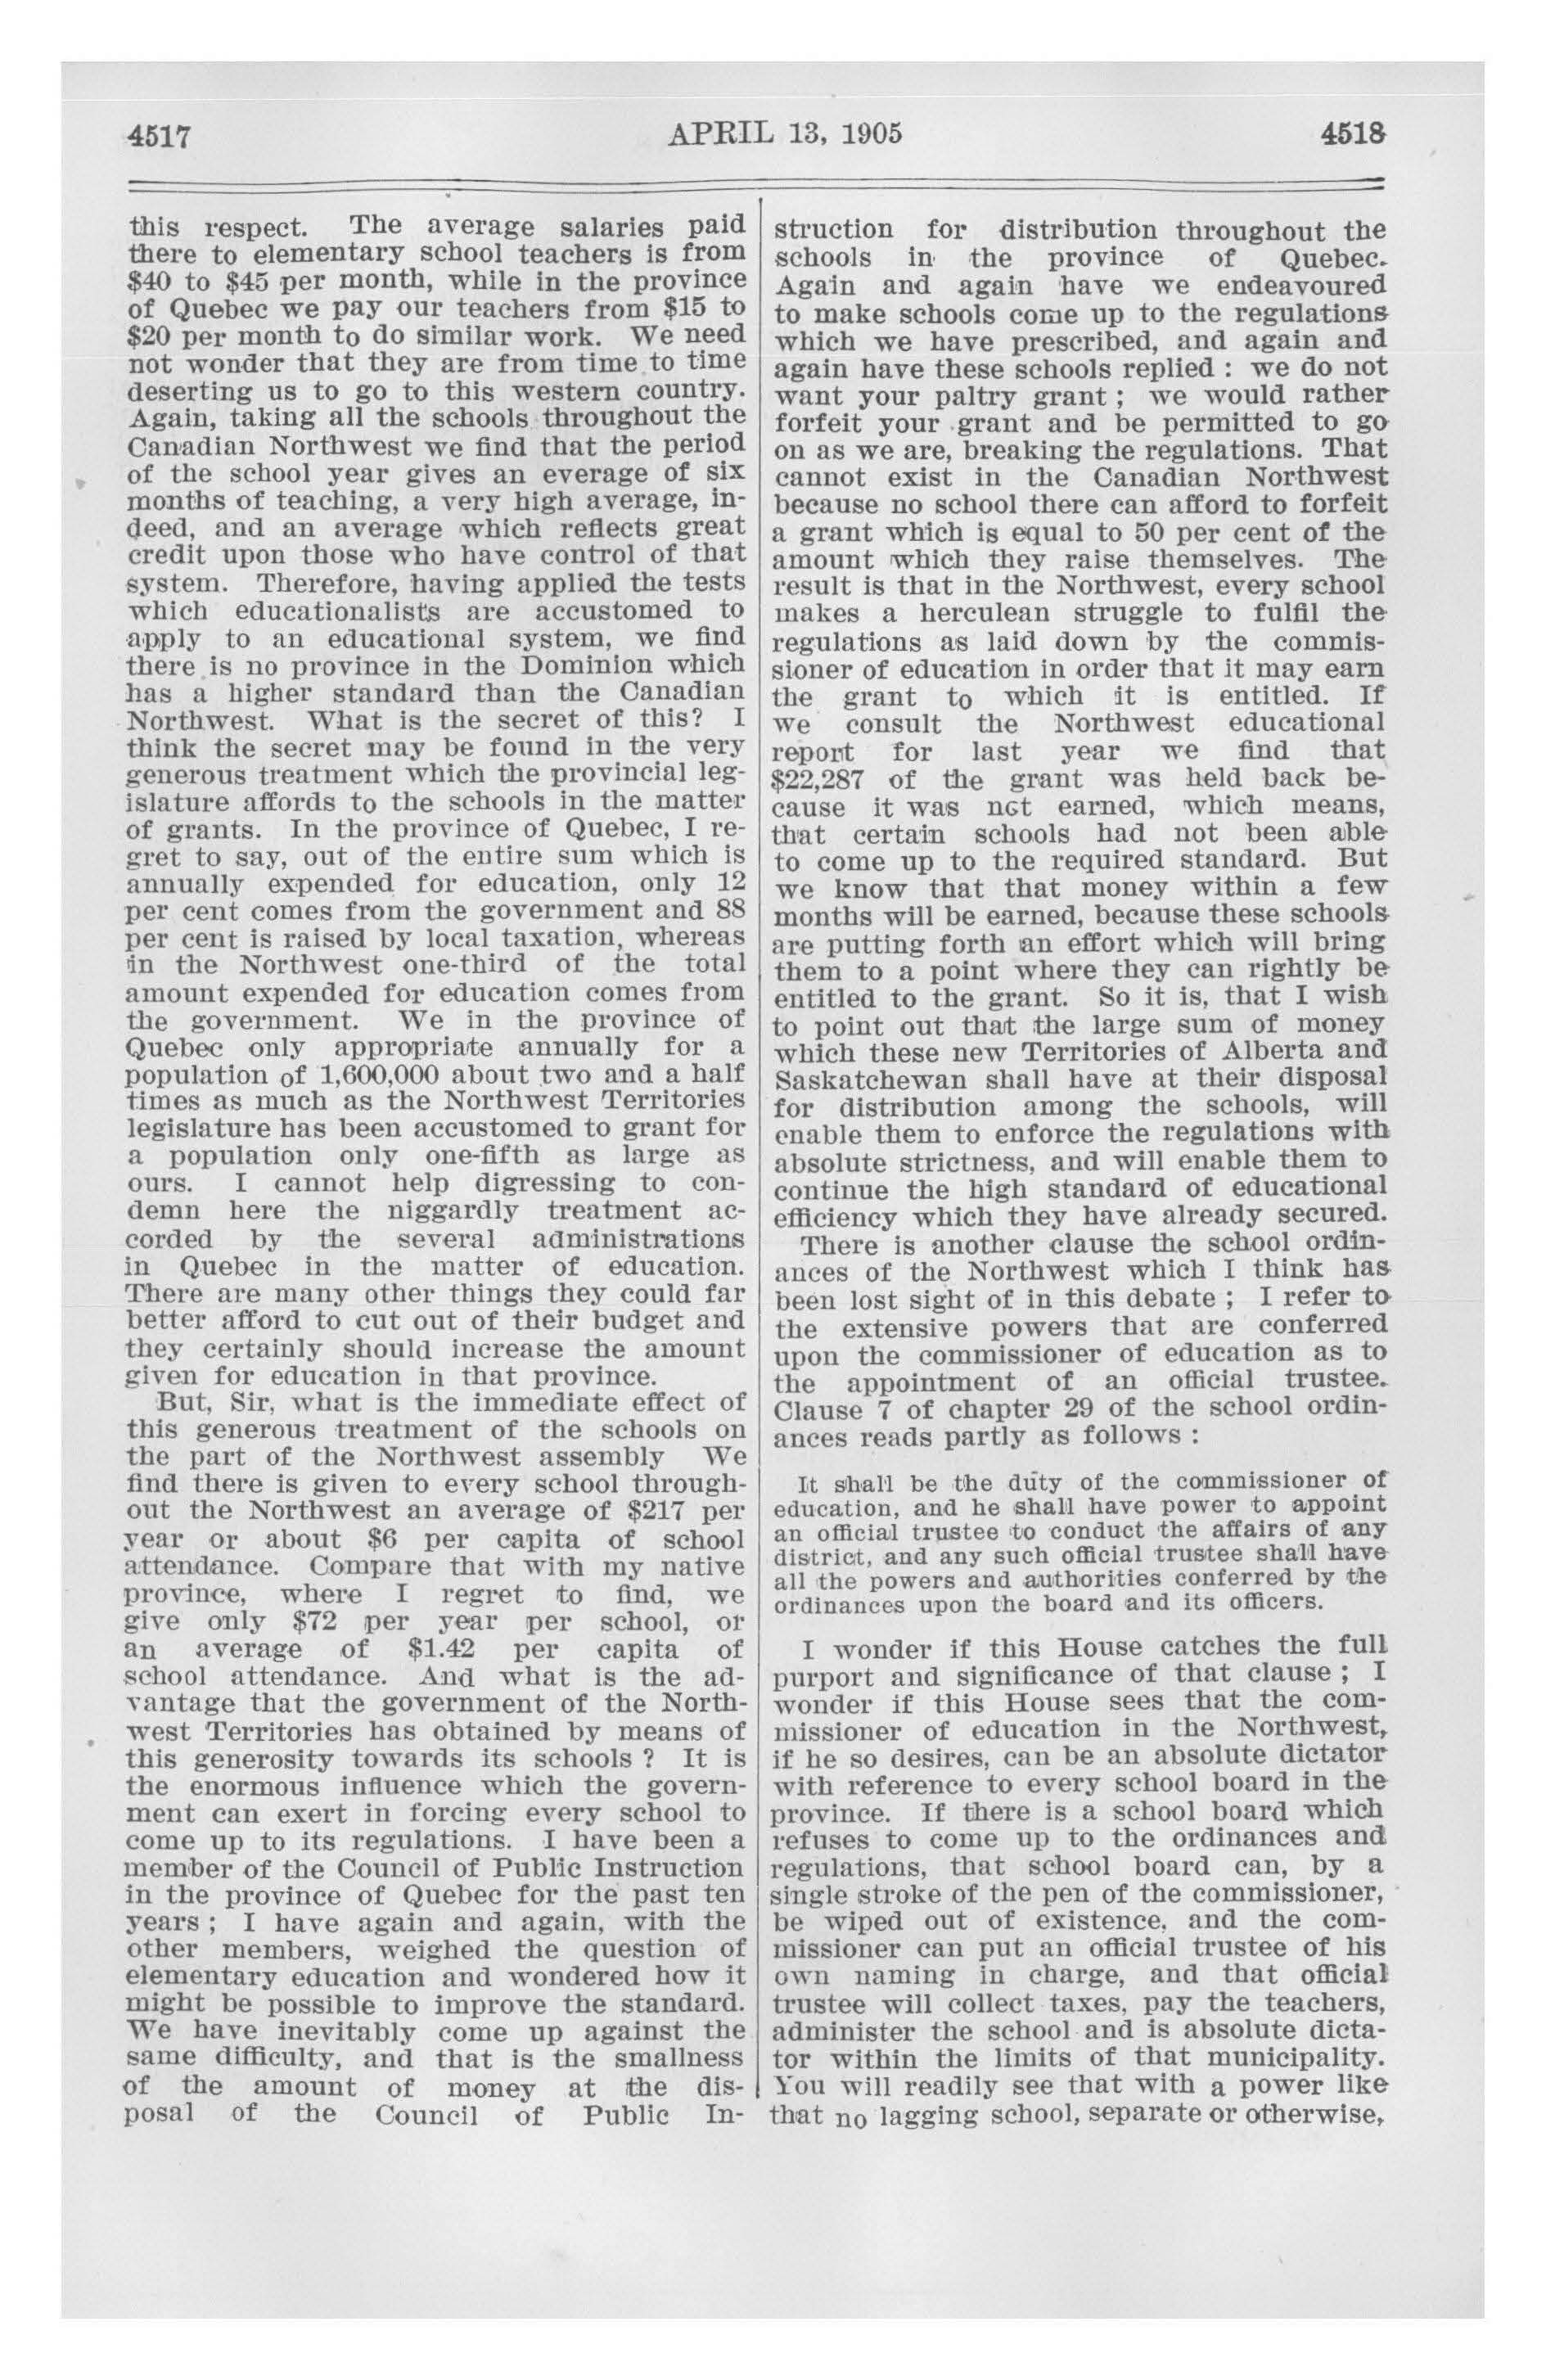 4517
APRIL 13, 1905
4518
this respect. The average salaries paid
there to elementary school teachers is from
$40 to $45 per month, while in the province
of Quebec we pay our teachers from $15 to
$20 per month to do similar work. We need
not wonder that they are from time to time
deserting us to go to this western country.
Again, taking all the schools throughout the
Canadian Northwest we find that the period
of the school year gives an everage of six
months of teaching, a very high average, in-
deed, and an average which reflects great
credit upon those who have control of that
system. Therefore, having applied the tests
which educationalists are accustomed to
apply to an educational system, we find
there is no province in the Dominion which
has a higher standard than the Canadian
Northwest. What is the secret of this? I
think the secret may be found in the very
generous treatment which the provincial leg-
islature affords to the schools in the matter
of grants. In the province of Quebec, I re-
gret to say, out of the entire sum which is
annually expended for education, only 12
per cent comes from the government and 88
per cent is raised by local taxation, whereas
in the Northwest one-third of the total
amount expended for education comes from
the government. We in the province of
Quebec only appropriate annually for a
population of 1,600,000 about two and a half
times as much as the Northwest Territories
legislature has been accustomed to grant for
a population only one-fifth as large as
ours. I cannot help digressing to con-
demn here the niggardly treatment ac-
corded by the several administrations
in Quebec in the matter of education.
There are many other things they could far
better afford to cut out of their budget and
they certainly should increase the amount
given for education in that province.
But, Sir, what is the immediate effect of
this generous treatment of the schools on
the part of the Northwest assembly We
find there is given to every school through-
out the Northwest an average of $217 per
year or about $6 per capita of school
attendance. Compare that with my native
province, where I regret to find, we
give only $72 per year per school, or
an average of $1.42 per capita of
school attendance. And what is the ad-
vantage that the government of the North-
west Territories has obtained by means of
this generosity towards its schools ? It is
the enormous influence which the govern-
ment can exert in forcing every school to
come up to its regulations. I have been a
member of the Council of Public Instruction
in the province of Quebec for the past ten
years ; I have again and again, with the
other members, weighed the question of
elementary education and wondered how it
might be possible to improve the standard.
We have inevitably come up against the
same difficulty, and that is the smallness
of the amount of money at the dis-
posal of the Council of Public In-
struction for distribution throughout the
schools in the province of Quebec.
Again and again have we endeavoured
to make schools come up to the regulations
which we have prescribed, and again and
again have these schools replied : we do not
want your paltry grant ; we would rather
forfeit your grant and be permitted to go
on as we are, breaking the regulations. That
cannot exist in the Canadian Northwest
because no school there can afford to forfeit
a grant which is equal to 50 per cent of the
amount which they raise themselves. The
result is that in the Northwest, every school
makes a herculean struggle to fulfil the
regulations as laid down by the commis-
sioner of education in order that it may earn
the grant to which it is entitled. If
we consult the Northwest educational
report for last year we find that
$22,287 of the grant was held back be-
cause it was not earned, which means,
that certain schools had not been able
to come up to the required standard. But
we know that that money within a few
months will be earned, because these schools
are putting forth an effort which will bring
them to a point where they can rightly be
entitled to the grant. So it is, that I wish
to point out that the large sum of money
which these new Territories of Alberta and
Saskatchewan shall have at their disposal
for distribution among the schools, will
enable them to enforce the regulations with
absolute strictness, and will enable them to
continue the high standard of educational
efficiency which they have already secured.
There is another clause the school ordin-
ances of the Northwest which I think has
been lost sight of in this debate ; I refer to
the extensive powers that are conferred
upon the commissioner of education as to
the appointment of an official trustee.
Clause 7 of chapter 29 of the school ordin-
ances reads partly as follows :
It shall be the duty of the commissioner of
education, and he shall have power to appoint
an official trustee to conduct the affairs of any
district, and any such official trustee shall have
all the powers and authorities conferred by the
ordinances upon the board and its officers.
I wonder if this House catches the full
purport and significance of that clause ; I
wonder if this House sees that the com-
missioner of education in the Northwest,
if he so desires, can be an absolute dictator
with reference to every school board in the
province. If there is a school board which
refuses to come up to the ordinances and
regulations, that school board can, by a
single stroke of the pen of the commissioner,
be wiped out of existence, and the com-
missioner can put an official trustee of his
own naming in charge, and that official
trustee will collect taxes, pay the teachers,
administer the school and is absolute dicta-
tor within the limits of that municipality.
You will readily see that with a power like
that no lagging school, separate or otherwise,